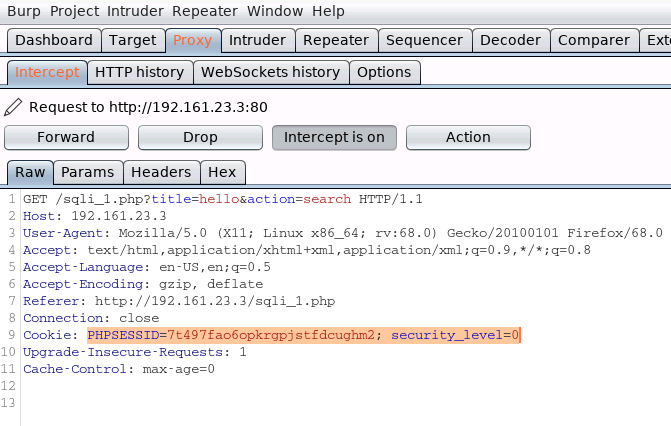 Burp Project Intruder Repeater Window Help
Dashboard Target Proxy Intruder Repeater Sequencer Decoder Comparer
Intercept HTTP history WebSockets history Options
Request to http://192.161.23.3:80
Forward Drop Intercept is on Action
Raw Params Headers Hex
1 GET /sqli_1.php?title=hello&action=search HTTP/1.1
2 Host: 192.161.23.3
3 User-Agent: Mozilla/5.0 (X11; Linux x86_64; rv:68.0) Gecko/20100101 Firefox/68.0
4 Accept: text/html,application/xhtml+xml,application/xml;q=0.9,*/*;q=0.8
5 Accept-Language: en-US,en;q=0.5
6 Accept-Encoding: gzip, deflate
7 Referer: http://192.161.23.3/sqli_1.php
8 Connection: close
9 Cookie: PHPSESSID=7t497fao6opkrgpjstfdcughm2; security_level=0
10 Upgrade-Insecure-Requests: 1
11 Cache-Control: max-age=0
12
13